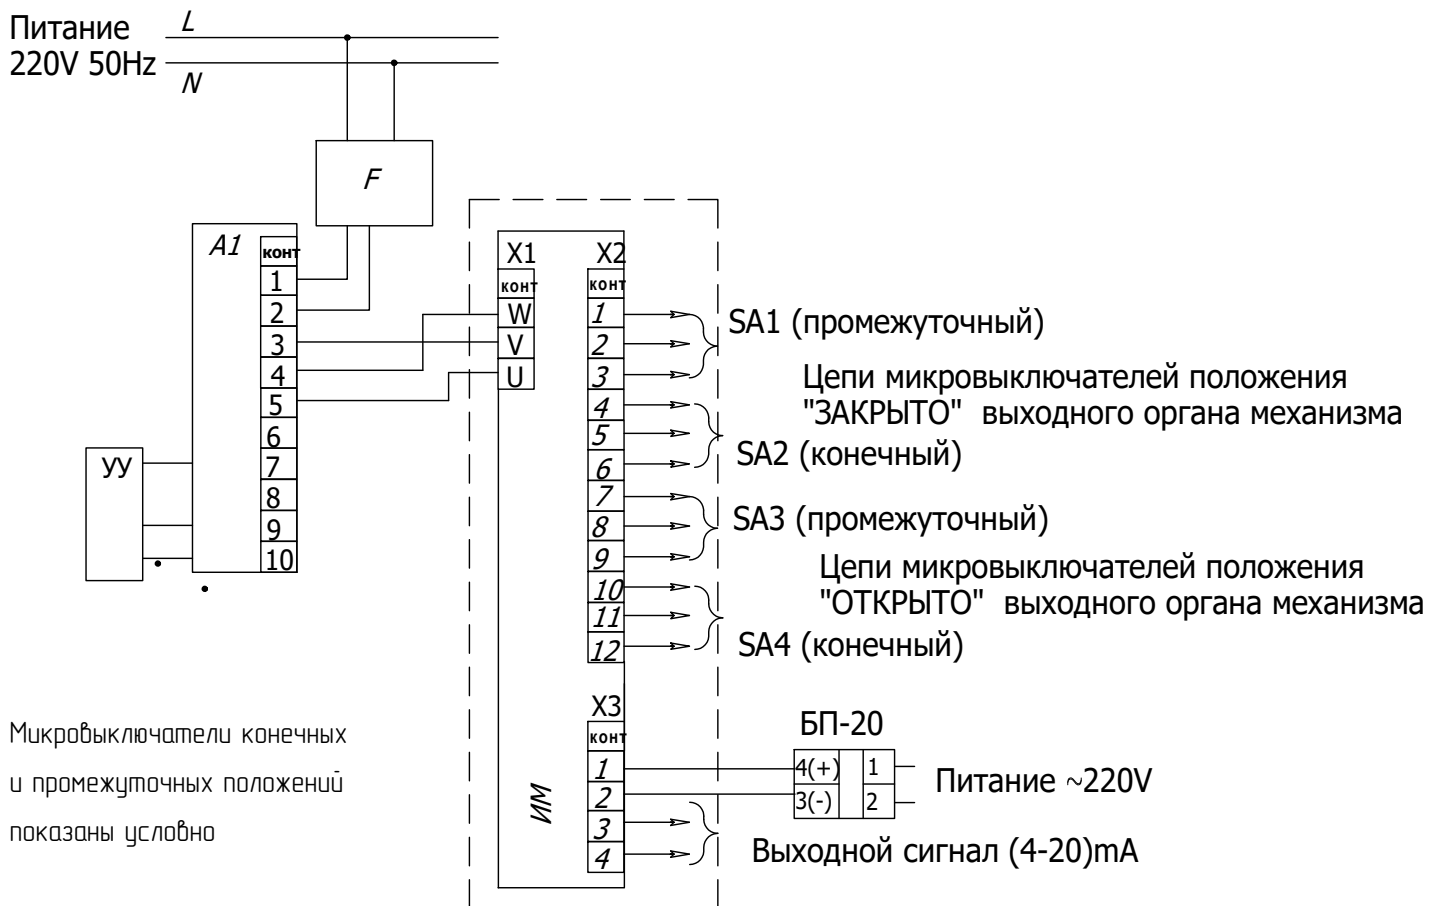 Питание L
220V 50Hz
N
F
A1
конт
1
2
3
4
5
6
7
8
9
10
УУ
X1
конт
W
V
U
X2
конт
1
2
3
4
5
6
7
8
9
10
11
12
SA1 (промежуточный)
Цепи микровыключателей положения
"ЗАКРЫТО" выходного органа механизма
SA2 (конечный)
SA3 (промежуточный)
Цепи микровыключателей положения
"ОТКРЫТО" выходного органа механизма
SA4 (конечный)
X3
конт
1
2
3
4
ИМ
БП-20
4(+) 1
3(-) 2
Питание ~220V
Выходной сигнал (4-20)mA
Микровыключатели конечных
и промежуточных положений
показаны условно